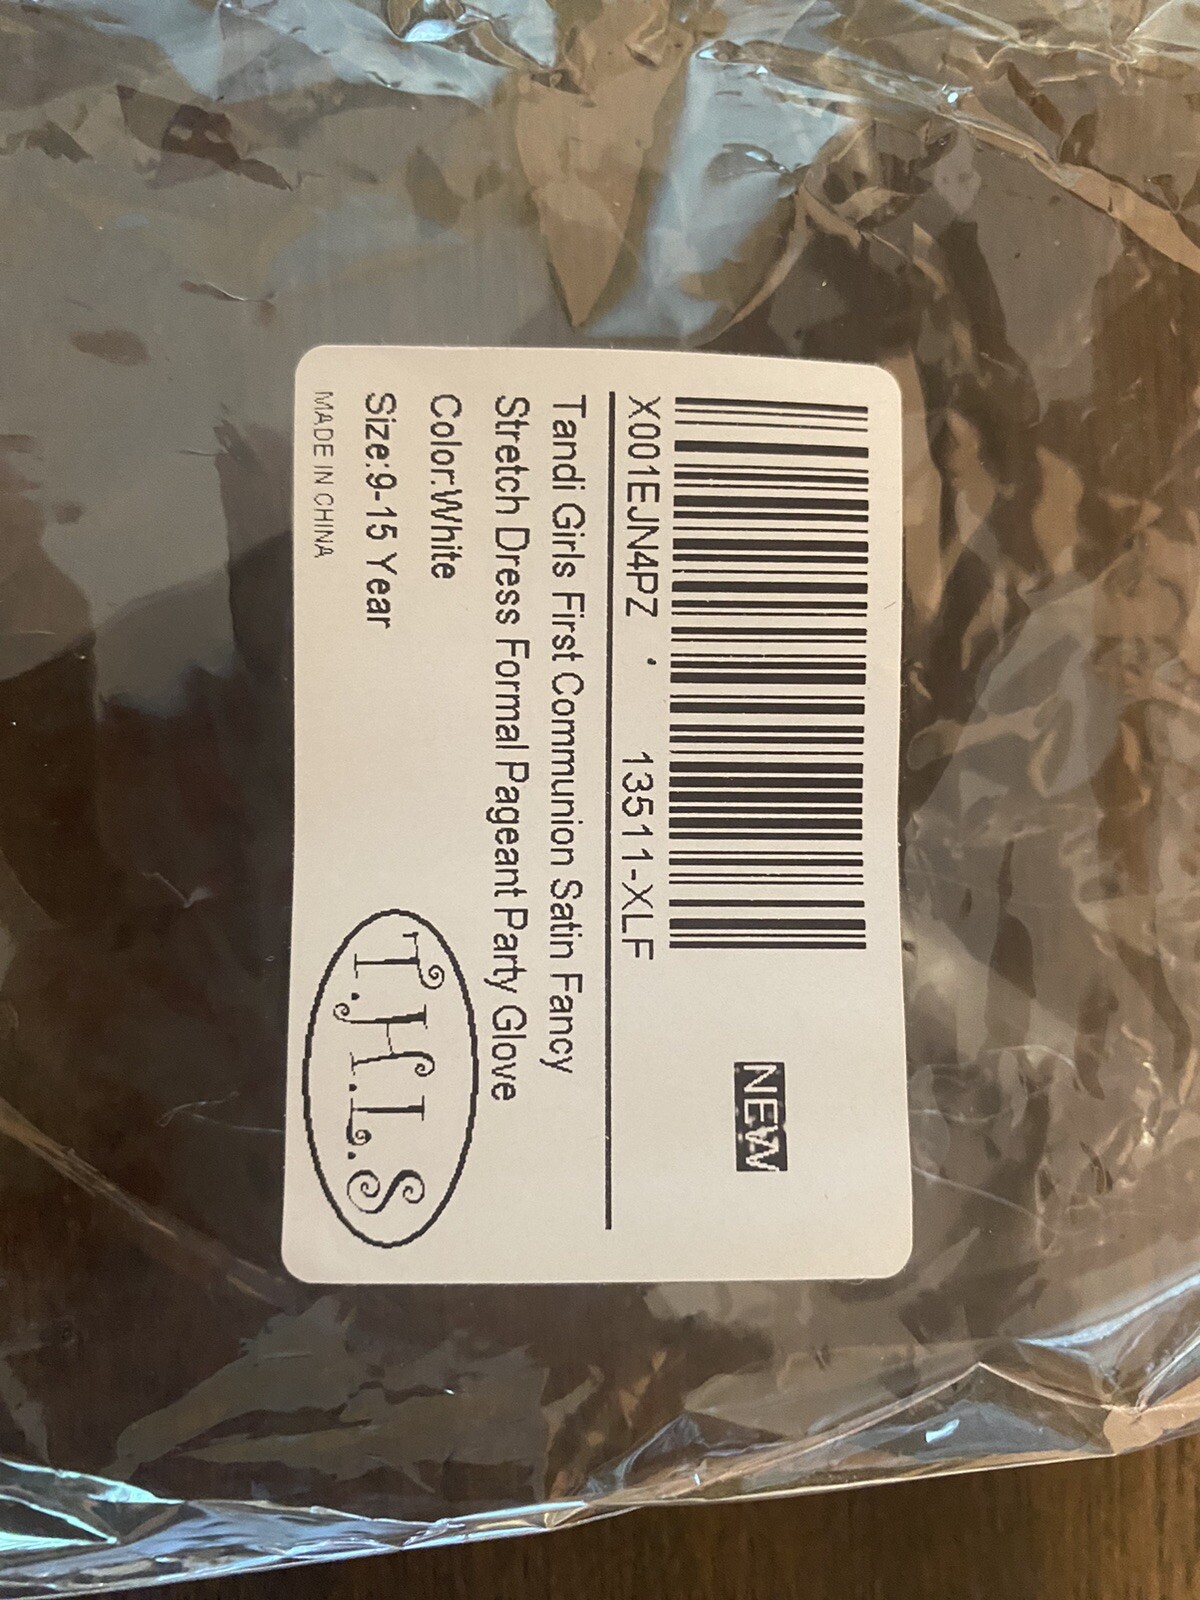 NEW
X001EJN4PZ · 13511-XLF
Tandi Girls First Communion Satin Fancy
Stretch Dress Formal Pageant Party Glove
Color:White
Size:9-15 Year
MADE IN CHINA
T.H.L.S